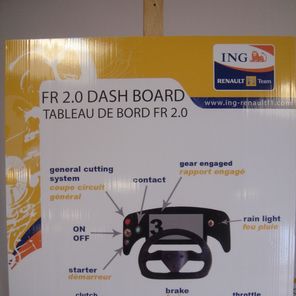 ING
RENAULT F1 Team
FR 2.0 DASH BOARD
www.ing-renaultf1.com
TABLEAU DE BORD FR 2.0
gear engaged
rapport engagé
general cutting
system
coupe circuit
général
contact
rain light
feu pluie
ON
OFF
3
starter
démarreur
clutch
brake
throttle